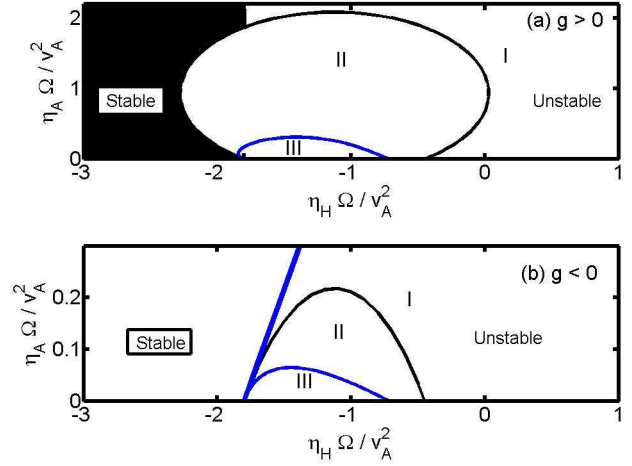 2
1
0
η_A Ω / v_A^2
(a) g > 0
I
II
III
Stable
Unstable
-3
-2
-1
0
1
η_H Ω / v_A^2
0.2
0.1
0
η_A Ω / v_A^2
(b) g < 0
I
II
III
Stable
Unstable
-3
-2
-1
0
1
η_H Ω / v_A^2